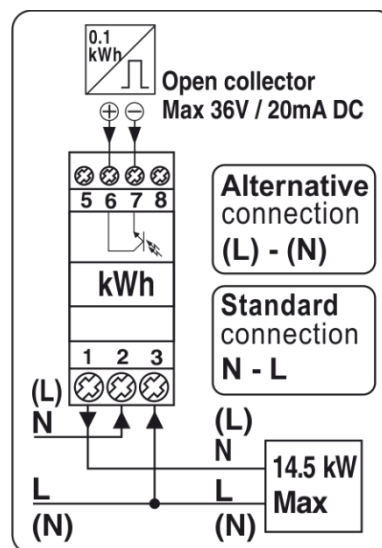 0.1
kWh
Open collector
Max 36V / 20mA DC
+ −
5 6 7 8
Alternative
connection
(L) - (N)
kWh
Standard
connection
N - L
1 2 3
(L)
N
(L)
N
14.5 kW
Max
L
(N)
L
(N)